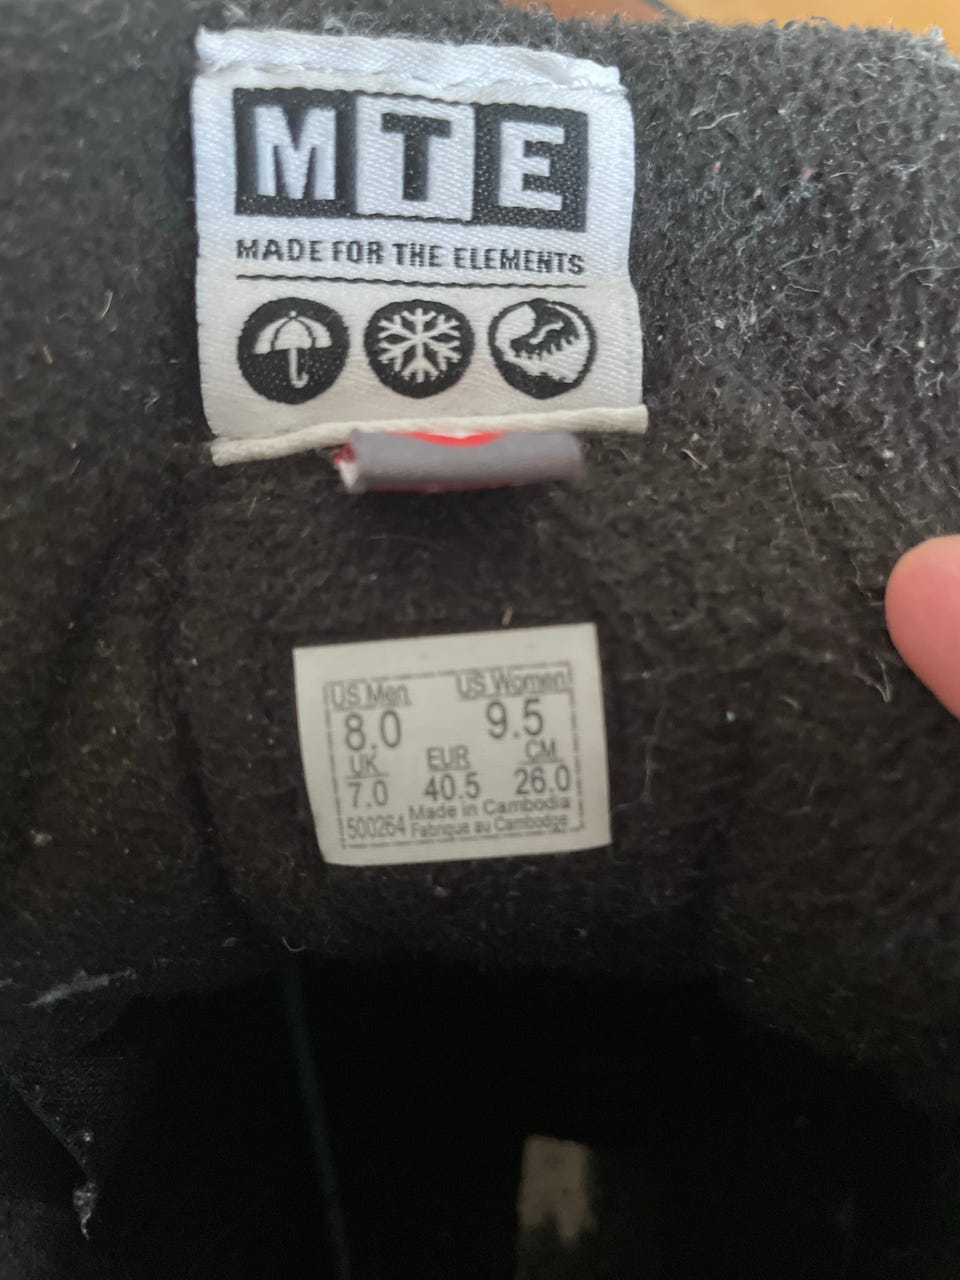 MTE
MADE FOR THE ELEMENTS
US Men US Women
8.0 9.5
UK EUR CM
7.0 40.5 26.0
Made in Cambodia
500264 Fabrique au Cambodge